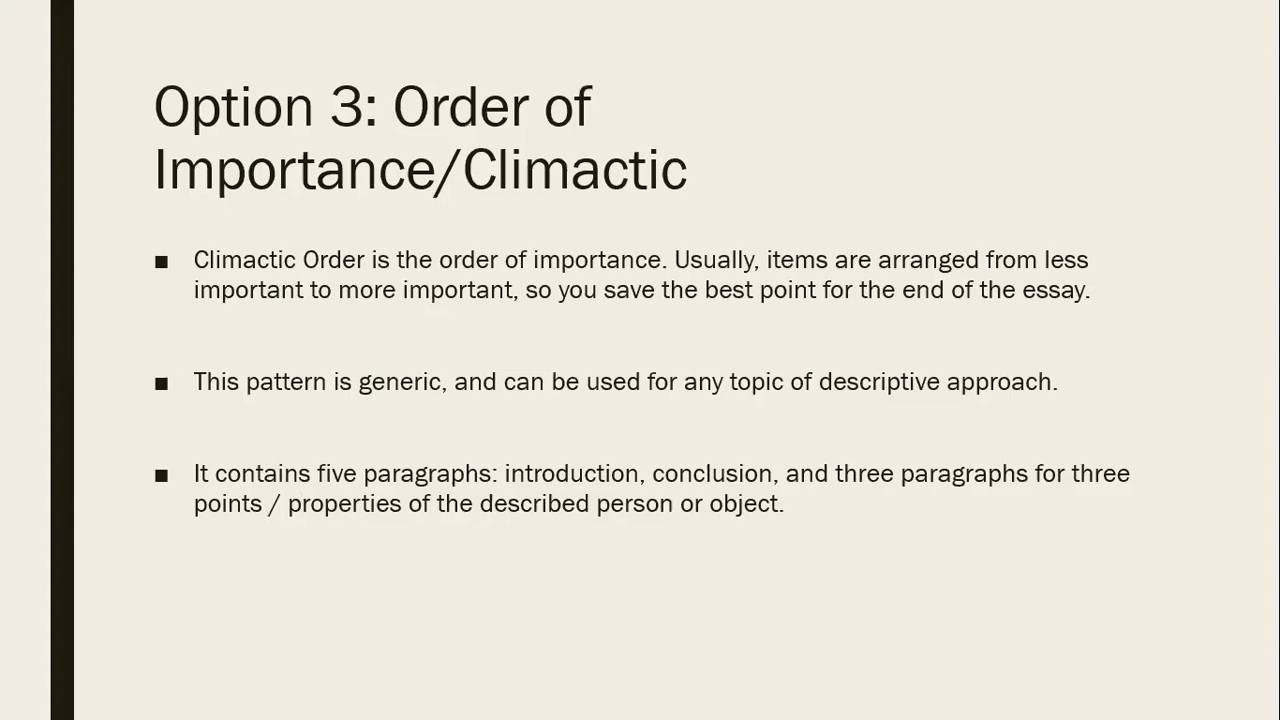 Option 3: Order of
Importance/Climactic
■ Climactic Order is the order of importance. Usually, items are arranged from less
important to more important, so you save the best point for the end of the essay.
■ This pattern is generic, and can be used for any topic of descriptive approach.
■ It contains five paragraphs: introduction, conclusion, and three paragraphs for three
points / properties of the described person or object.